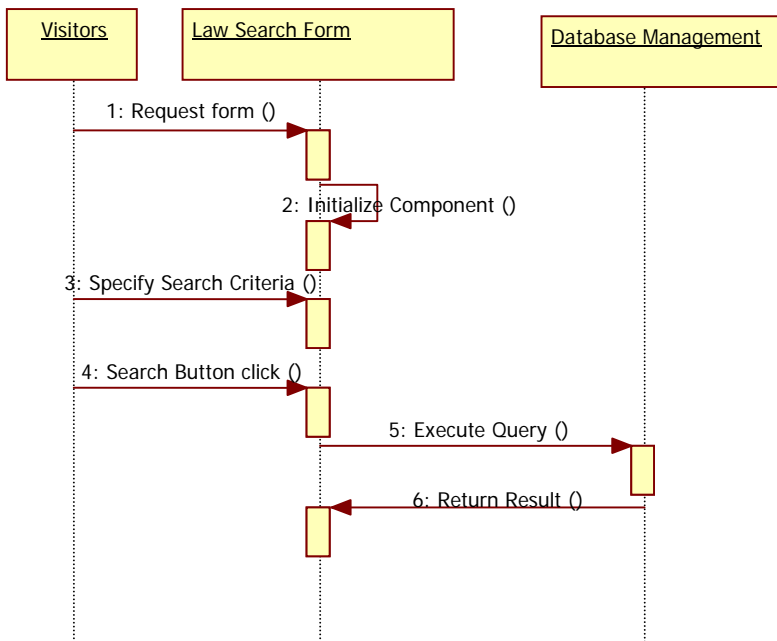 Visitors
Law Search Form
Database Management
1: Request form ()
2: Initialize Component ()
3: Specify Search Criteria ()
4: Search Button click ()
5: Execute Query ()
6: Return Result ()